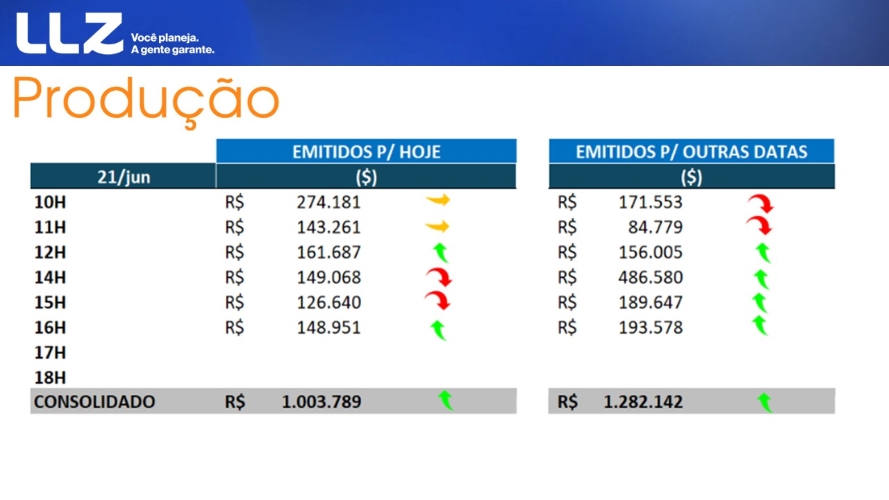 LLZ Você planeja.
A gente garante.
Produção
EMITIDOS P/ HOJE EMITIDOS P/ OUTRAS DATAS
21/jun ($) ($)
10H R$ 274.181 R$ 171.553
11H R$ 143.261 R$ 84.779
12H R$ 161.687 R$ 156.005
14H R$ 149.068 R$ 486.580
15H R$ 126.640 R$ 189.647
16H R$ 148.951 R$ 193.578
17H
18H
CONSOLIDADO R$ 1.003.789 R$ 1.282.142